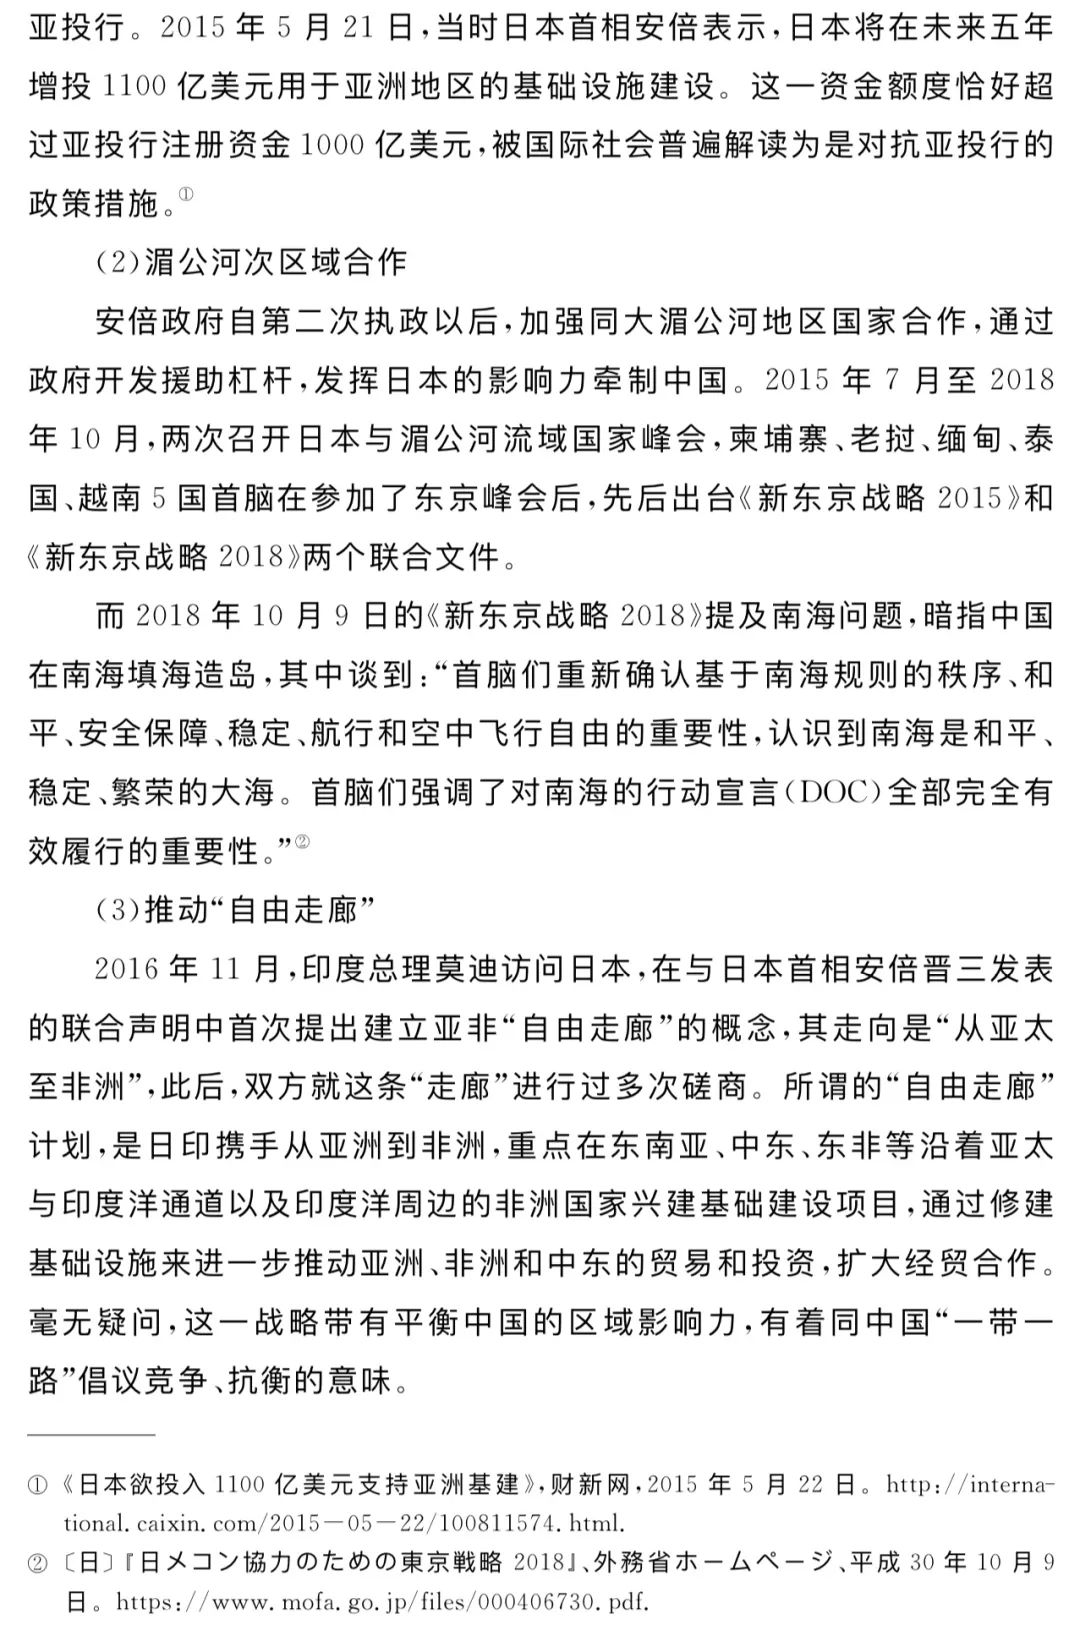 亚投行。2015 年 5 月 21 日,当时日本首相安倍表示,日本将在未来五年
增投 1100 亿美元用于亚洲地区的基础设施建设。这一资金额度恰好超
过亚投行注册资金 1000 亿美元,被国际社会普遍解读为是对抗亚投行的
政策措施。①
(2)湄公河次区域合作
安倍政府自第二次执政以后,加强同大湄公河地区国家合作,通过
政府开发援助杠杆,发挥日本的影响力牵制中国。2015 年 7 月至 2018
年 10 月,两次召开日本与湄公河流域国家峰会,柬埔寨、老挝、缅甸、泰
国、越南 5 国首脑在参加了东京峰会后,先后出台《新东京战略 2015》和
《新东京战略 2018》两个联合文件。
而 2018 年 10 月 9 日的《新东京战略 2018》提及南海问题,暗指中国
在南海填海造岛,其中谈到:“首脑们重新确认基于南海规则的秩序、和
平、安全保障、稳定、航行和空中飞行自由的重要性,认识到南海是和平、
稳定、繁荣的大海。首脑们强调了对南海的行动宣言(DOC)全部完全有
效履行的重要性。”②
(3)推动“自由走廊”
2016 年 11 月,印度总理莫迪访问日本,在与日本首相安倍晋三发表
的联合声明中首次提出建立亚非“自由走廊”的概念,其走向是“从亚太
至非洲”,此后,双方就这条“走廊”进行过多次磋商。所谓的“自由走廊”
计划,是日印携手从亚洲到非洲,重点在东南亚、中东、东非等沿着亚太
与印度洋通道以及印度洋周边的非洲国家兴建基础建设项目,通过修建
基础设施来进一步推动亚洲、非洲和中东的贸易和投资,扩大经贸合作。
毫无疑问,这一战略带有平衡中国的区域影响力,有着同中国“一带一
路”倡议竞争、抗衡的意味。
① 《日本欲投入 1100 亿美元支持亚洲基建》,财新网,2015 年 5 月 22 日。http://interna-
tional.caixin.com/2015-05-22/100811574.html.
② 〔日〕『日メコン協力のための東京戦略 2018』、外務省ホームページ、平成 30 年 10 月 9
日。https://www.mofa.go.jp/files/000406730.pdf.